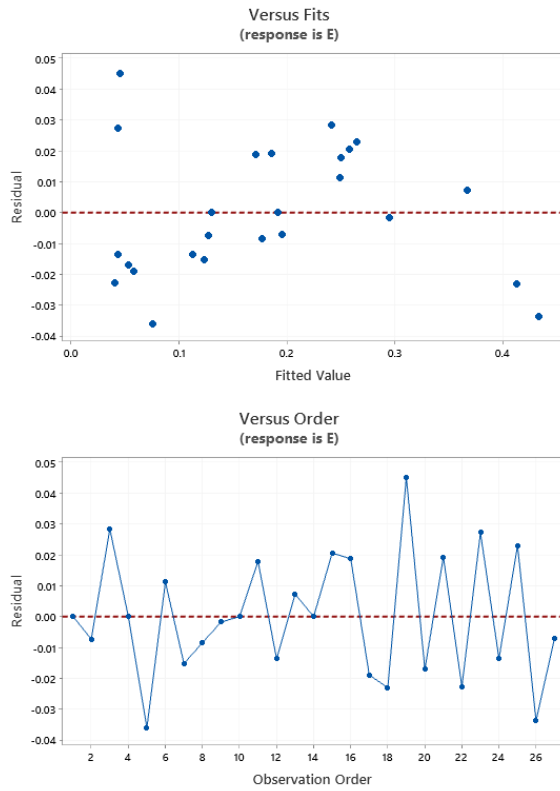 Versus Fits
(response is E)
0.05
0.04
0.03
0.02
0.01
0.00
-0.01
-0.02
-0.03
-0.04
Residual
0.0 0.1 0.2 0.3 0.4
Fitted Value
Versus Order
(response is E)
0.05
0.04
0.03
0.02
0.01
0.00
-0.01
-0.02
-0.03
-0.04
Residual
2 4 6 8 10 12 14 16 18 20 22 24 26
Observation Order